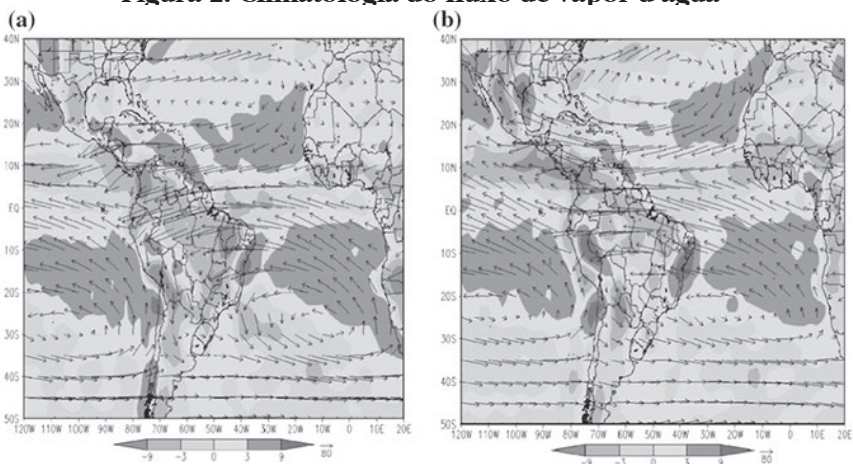 Figura 2: Climatologia do fluxo de vapor d'água
(a)
40N
30N
20N
10N
EQ
10S
20S
30S
40S
50S
120W 110W 100W 90W 80W 70W 60W 50W 40W 30W 20W 10W 0 10E 20E
-9 -3 0 3 9 80
(b)
40N
30N
20N
10N
EQ
10S
20S
30S
40S
50S
120W 110W 100W 90W 80W 70W 60W 50W 40W 30W 20W 10W 0 10E 20E
-9 -3 0 3 9 80